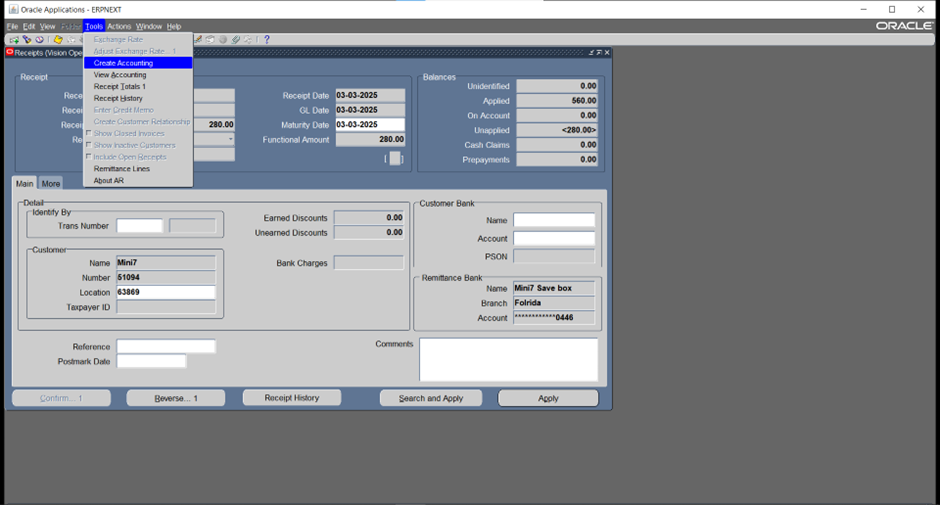 Oracle Applications - ERPNEXT
File Edit View Folder Tools Actions Window Help
ORACLE
Receipts (Vision Ope
Exchange Rate
Adjust Exchange Rate... 1
Create Accounting
View Accounting
Receipt Totals 1
Receipt History
Enter Credit Memo
Create Customer Relationship
Show Closed Invoices
Show Inactive Customers
Include Open Receipts
Remittance Lines
About AR
Receipt
Rece
Rece
Rece 280.00
Re
Receipt Date 03-03-2025
GL Date 03-03-2025
Maturity Date 03-03-2025
Functional Amount 280.00
[ ]
Balances
Unidentified 0.00
Applied 560.00
On Account 0.00
Unapplied <280.00>
Cash Claims 0.00
Prepayments 0.00
Main More
Detail
Identify By
Trans Number
Earned Discounts 0.00
Unearned Discounts 0.00
Bank Charges
Customer
Name Mini7
Number 51094
Location 63869
Taxpayer ID
Customer Bank
Name
Account
PSON
Remittance Bank
Name Mini7 Save box
Branch Folrida
Account ************0446
Reference
Postmark Date
Comments
Confirm... 1 Reverse... 1 Receipt History Search and Apply Apply